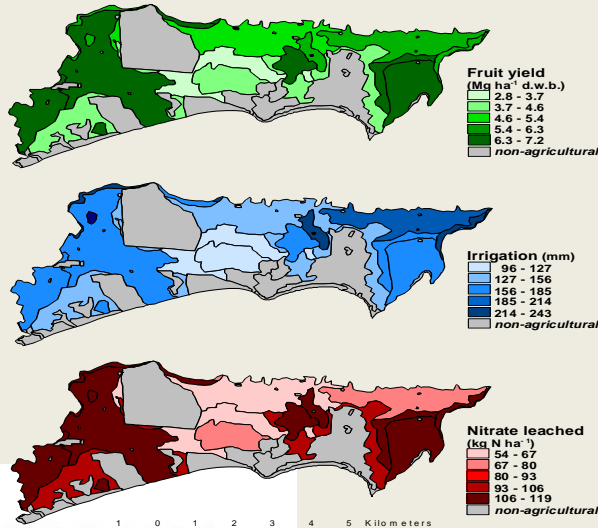 Fruit yield
(Mg ha⁻¹ d.w.b.)
2.8 - 3.7
3.7 - 4.6
4.6 - 5.4
5.4 - 6.3
6.3 - 7.2
non-agricultural
Irrigation (mm)
96 - 127
127 - 156
156 - 185
185 - 214
214 - 243
non-agricultural
Nitrate leached
(kg N ha⁻¹)
54 - 67
67 - 80
80 - 93
93 - 106
106 - 119
non-agricultural
1 0 1 2 3 4 5 Kilometers